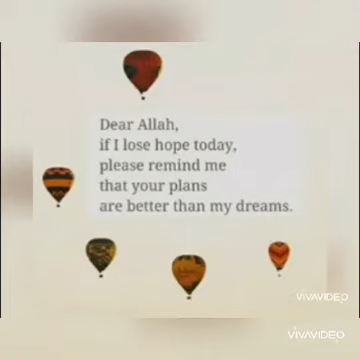 Dear Allah,
if I lose hope today,
please remind me
that your plans
are better than my dreams.
VIVAVIDEO
VIVAVIDEO